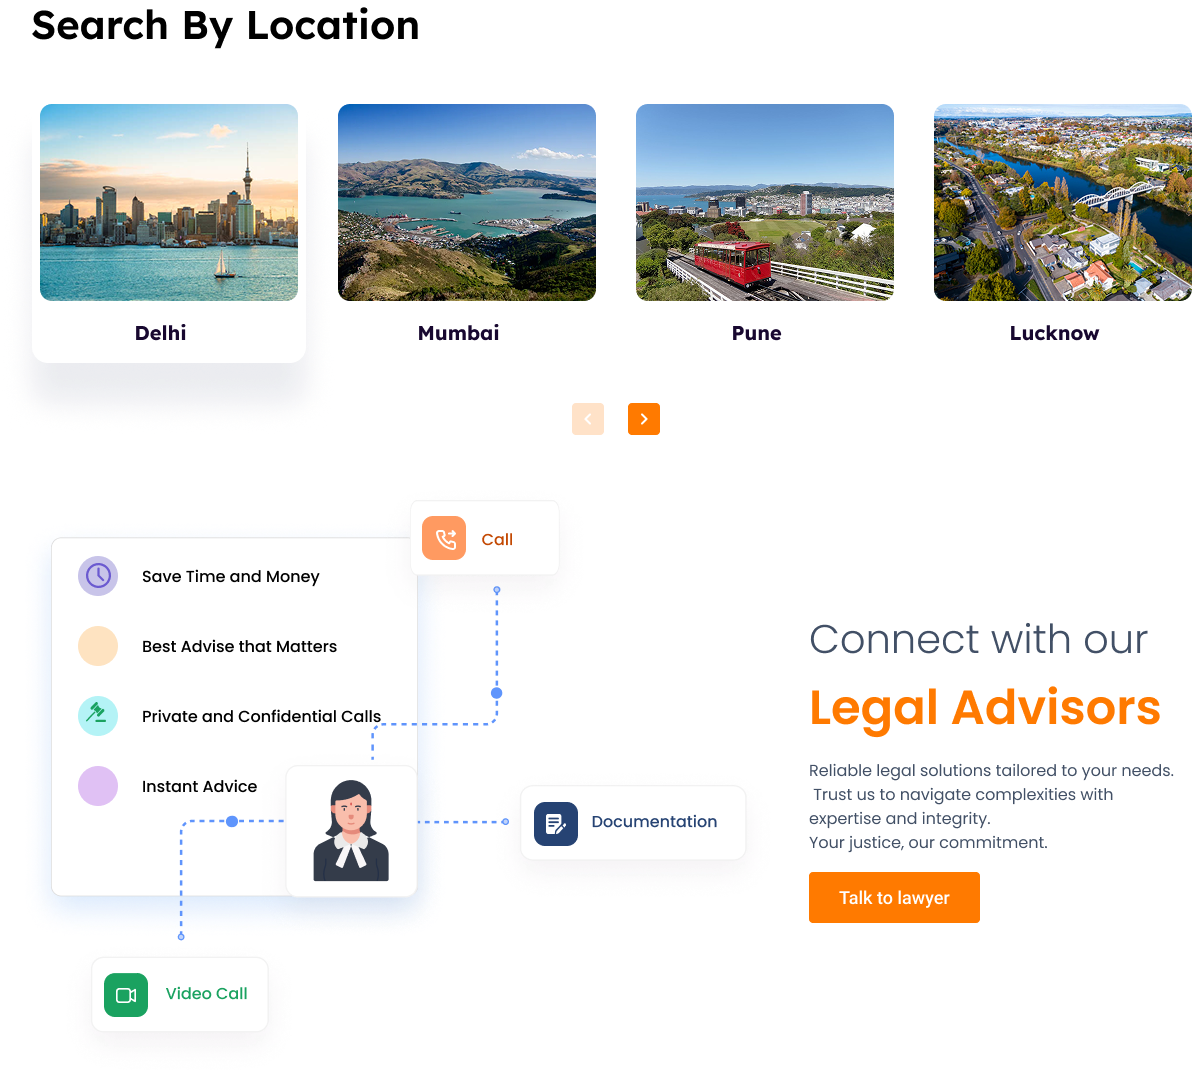 Search By Location
Delhi
Mumbai
Pune
Lucknow
Call
Save Time and Money
Best Advise that Matters
Private and Confidential Calls
Instant Advice
Documentation
Video Call
Connect with our
Legal Advisors
Reliable legal solutions tailored to your needs.
Trust us to navigate complexities with
expertise and integrity.
Your justice, our commitment.
Talk to lawyer